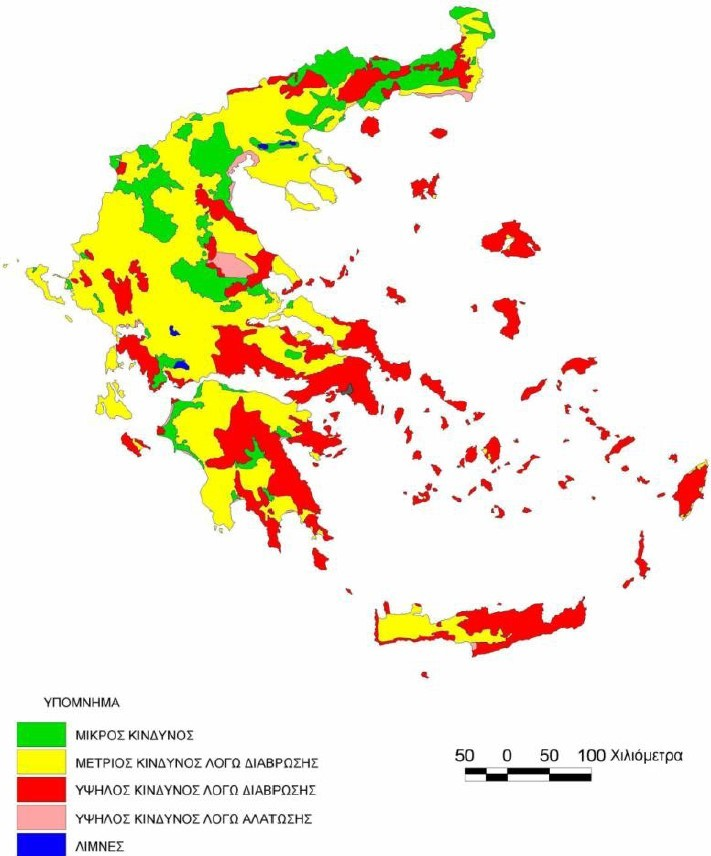 ΥΠΟΜΝΗΜΑ
ΜΙΚΡΟΣ ΚΙΝΔΥΝΟΣ
ΜΕΤΡΙΟΣ ΚΙΝΔΥΝΟΣ ΛΟΓΩ ΔΙΑΒΡΩΣΗΣ
ΥΨΗΛΟΣ ΚΙΝΔΥΝΟΣ ΛΟΓΩ ΔΙΑΒΡΩΣΗΣ
ΥΨΗΛΟΣ ΚΙΝΔΥΝΟΣ ΛΟΓΩ ΑΛΑΤΩΣΗΣ
ΛΙΜΝΕΣ
50 0 50 100 Χιλιόμετρα